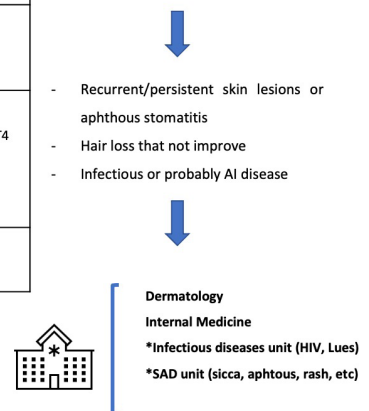 - Recurrent/persistent skin lesions or
aphthous stomatitis
T4
- Hair loss that not improve
- Infectious or probably AI disease
Dermatology
Internal Medicine
*Infectious diseases unit (HIV, Lues)
*SAD unit (sicca, aphtous, rash, etc)